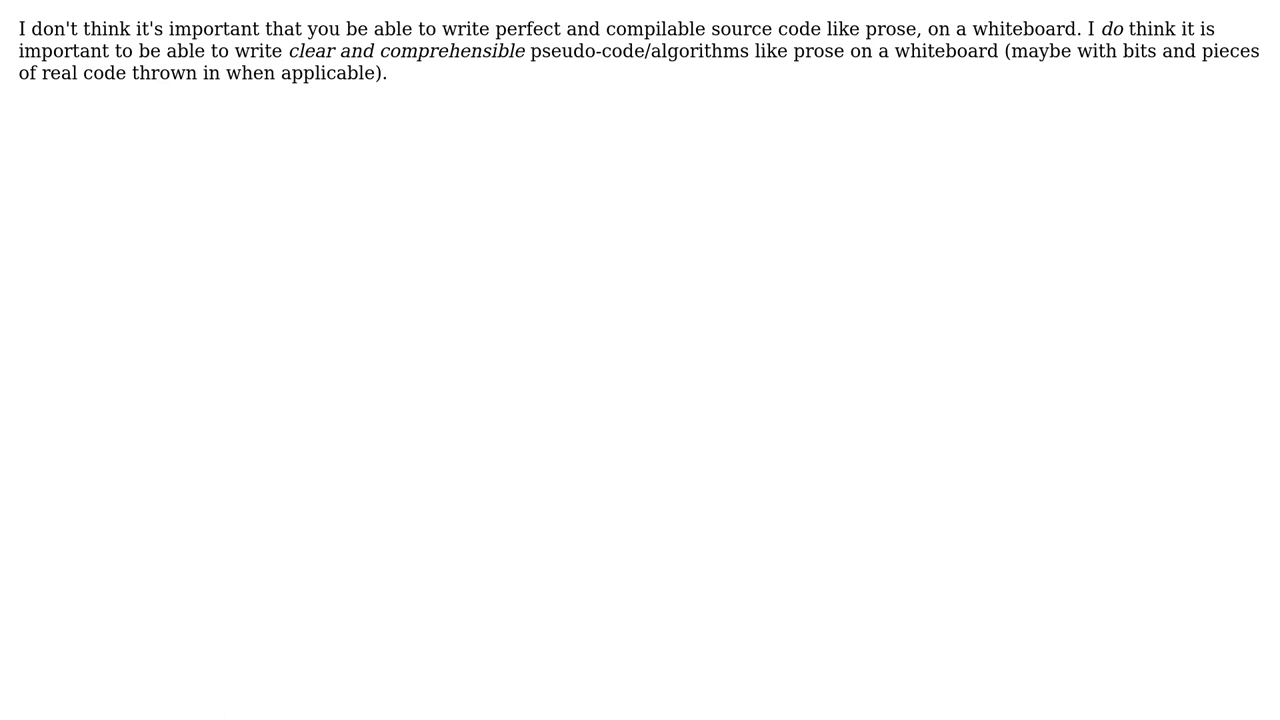 I don't think it's important that you be able to write perfect and compilable source code like prose, on a whiteboard. I do think it is
important to be able to write clear and comprehensible pseudo-code/algorithms like prose on a whiteboard (maybe with bits and pieces
of real code thrown in when applicable).